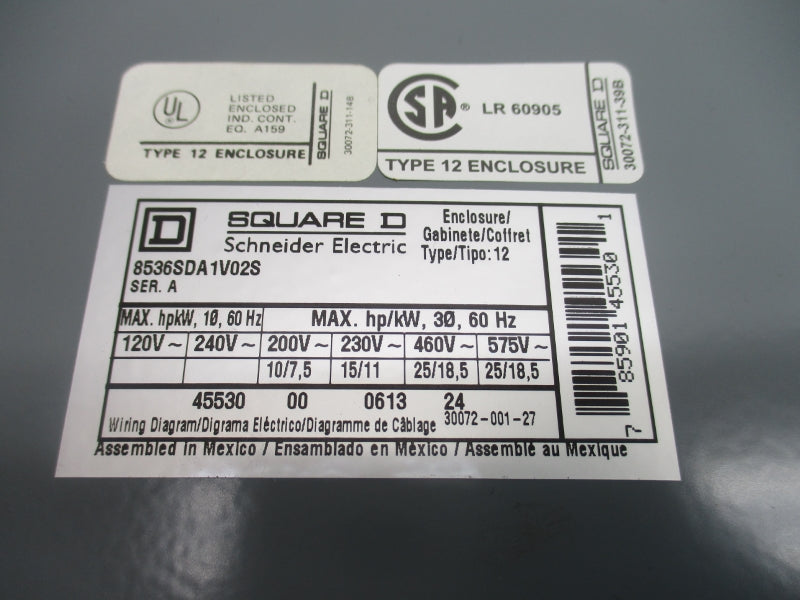 UL
LISTED
ENCLOSED
IND. CONT.
EQ. A159
TYPE 12 ENCLOSURE
SQUARE D
30072-311-14B
SA ® LR 60905
TYPE 12 ENCLOSURE
SQUARE D
30072-311-39B
D SQUARE D
Schneider Electric
Enclosure/
Gabinete/Coffret
Type/Tipo:12
8536SDA1V02S
SER. A
MAX. hpkW, 1Ø, 60 Hz MAX. hp/kW, 3Ø, 60 Hz
120V ~ 240V ~ 200V ~ 230V ~ 460V ~ 575V ~
10/7,5 15/11 25/18,5 25/18,5
45530 00 0613 24
Wiring Diagram/Digrama Eléctrico/Diagramme de Câblage 30072-001-27
Assembled in Mexico / Ensamblado en México / Assemblé au Mexique
7 85901 45530 1